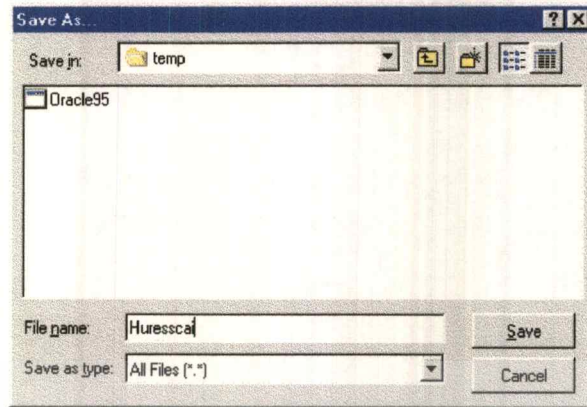 Save As...
Save in: temp
Oracle95
File name: Huresscai
Save
Save as type: All Files (*.*)
Cancel